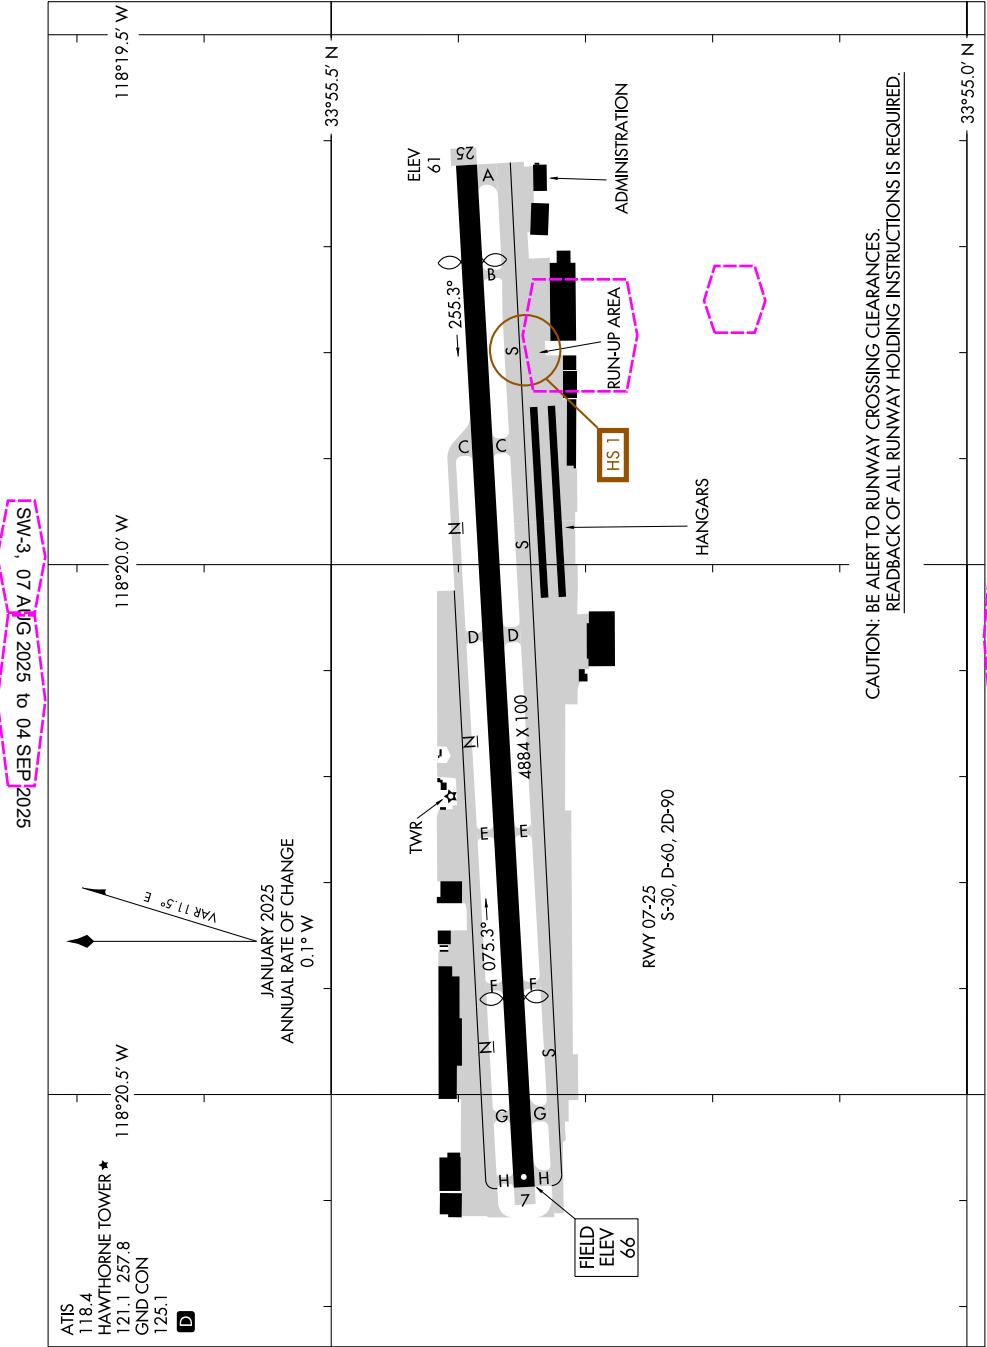 ATIS
118.4
HAWTHORNE TOWER ★
121.1 257.8
GND CON
125.1
D
118°20.5' W
118°20.0' W
118°19.5' W
JANUARY 2025
ANNUAL RATE OF CHANGE
0.1° W
VAR 11.5° E
33°55.5' N
TWR
ELEV
61
H
G
N
F
E
N
D
N
C
7
075.3°
255.3°
25
4884 X 100
H
G
S
F
E
D
S
C
S
B
A
FIELD
ELEV
66
HS 1
HANGARS
RUN-UP AREA
ADMINISTRATION
RWY 07-25
S-30, D-60, 2D-90
CAUTION: BE ALERT TO RUNWAY CROSSING CLEARANCES.
READBACK OF ALL RUNWAY HOLDING INSTRUCTIONS IS REQUIRED.
33°55.0' N
SW-3, 07 AUG 2025 to 04 SEP 2025